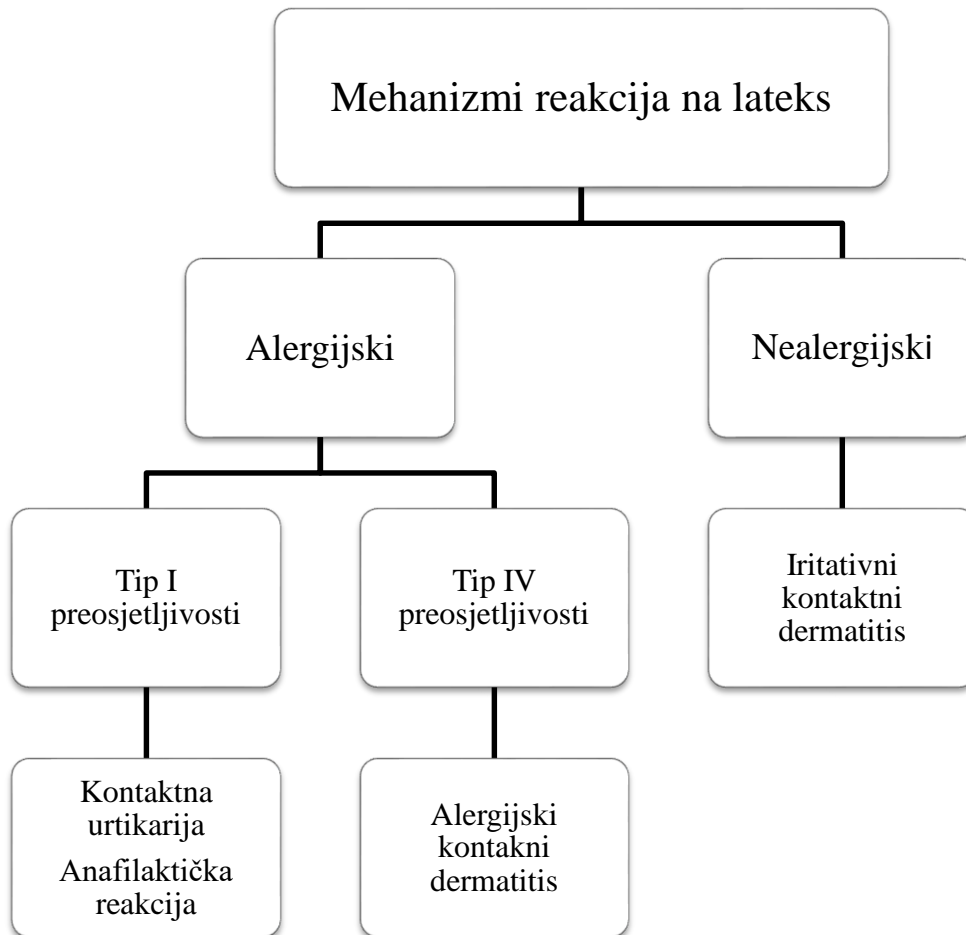 Mehanizmi reakcija na lateks
Alergijski
Nealergijski
Tip I
preosjetljivosti
Tip IV
preosjetljivosti
Iritativni
kontaktni
dermatitis
Kontaktna
urtikarija
Anafilaktička
reakcija
Alergijski
kontakni
dermatitis